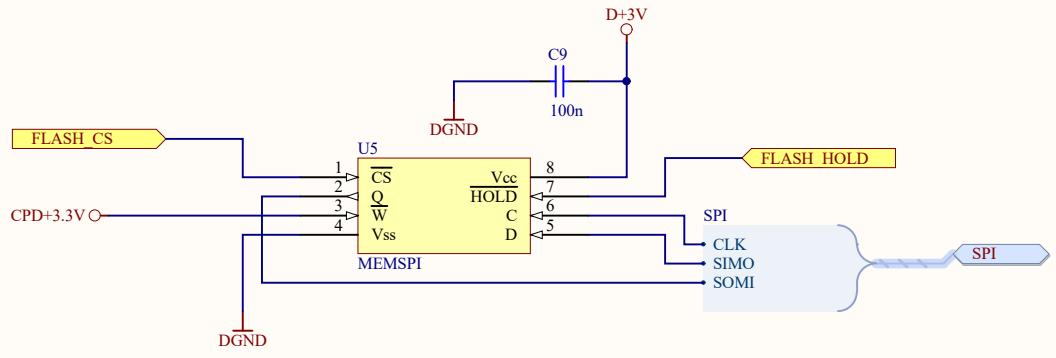 D+3V
C9
100n
DGND
FLASH_CS
U5
FLASH_HOLD
1 CS Vcc 8
2 Q HOLD 7
CPD+3.3V 3 W C 6
4 Vss D 5
MEMSPI
SPI
CLK
SIMO
SOMI
SPI
DGND